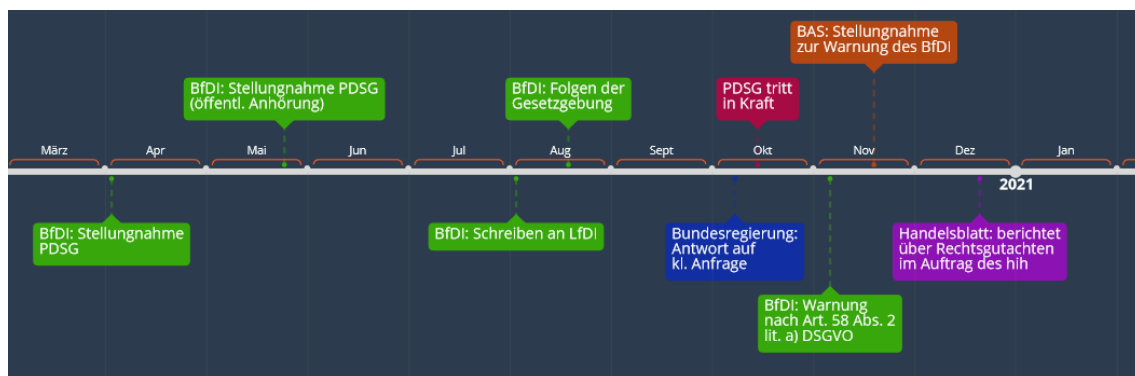 BAS: Stellungnahme
zur Warnung des BfDI
BfDI: Stellungnahme PDSG
(öffentl. Anhörung)
BfDI: Folgen der
Gesetzgebung
PDSG tritt
in Kraft
März
Apr
Mai
Jun
Jul
Aug
Sept
Okt
Nov
Dez
Jan
2021
BfDI: Stellungnahme
PDSG
BfDI: Schreiben an LfDI
Bundesregierung:
Antwort auf
kl. Anfrage
Handelsblatt: berichtet
über Rechtsgutachten
im Auftrag des hih
BfDI: Warnung
nach Art. 58 Abs. 2
lit. a) DSGVO